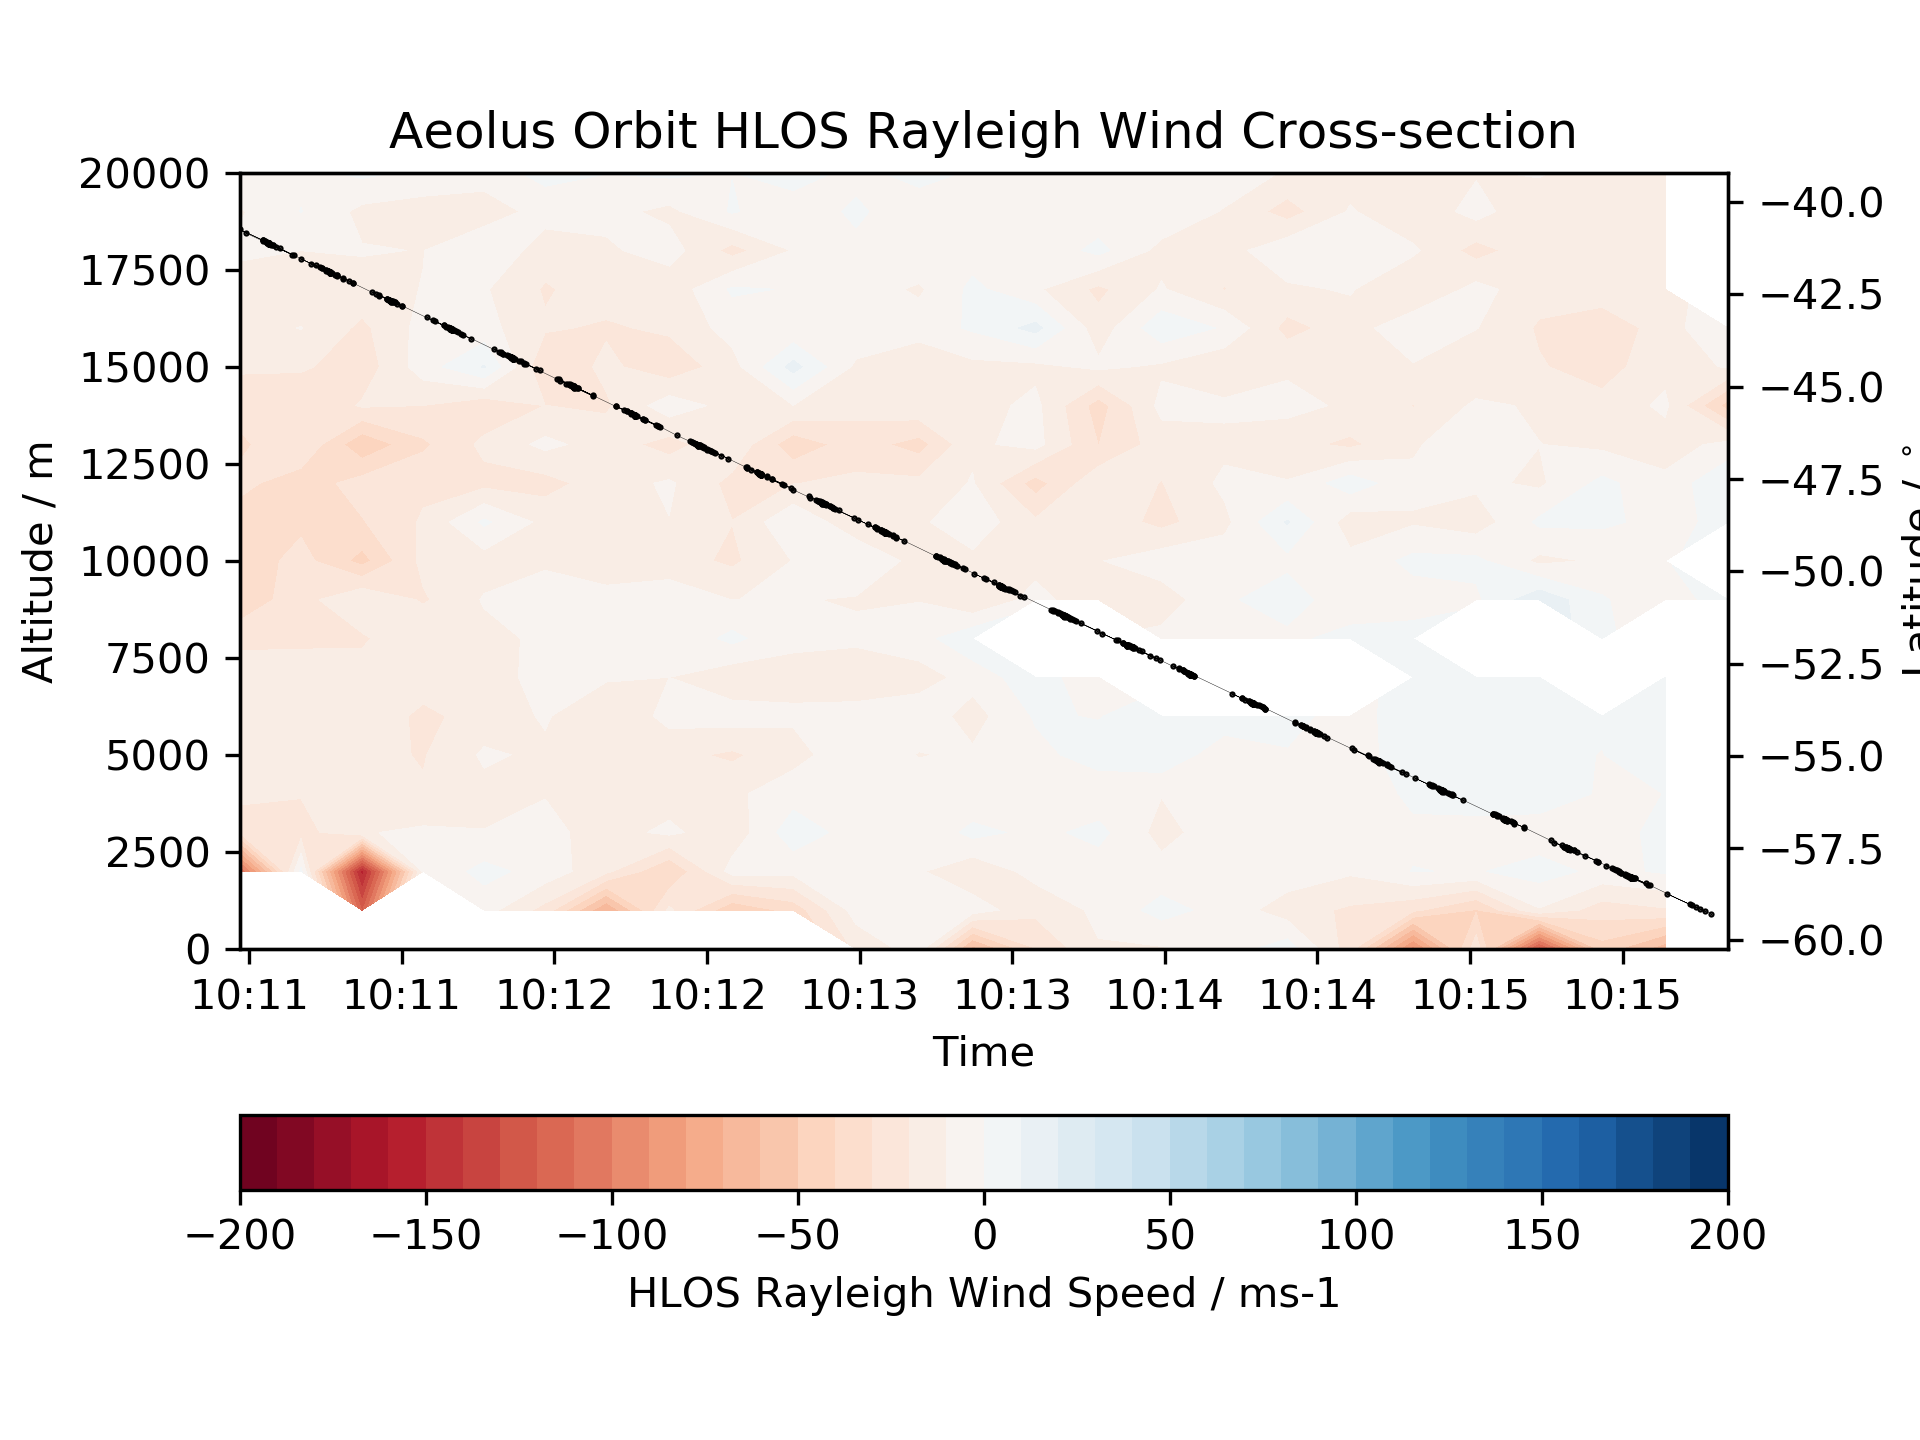 Aeolus Orbit HLOS Rayleigh Wind Cross-section
20000
17500
15000
12500
10000
7500
5000
2500
0
Altitude / m
−40.0
−42.5
−45.0
−47.5
−50.0
−52.5
−55.0
−57.5
−60.0
Latitude / °
10:11 10:11 10:12 10:12 10:13 10:13 10:14 10:14 10:15 10:15
Time
−200 −150 −100 −50 0 50 100 150 200
HLOS Rayleigh Wind Speed / ms-1